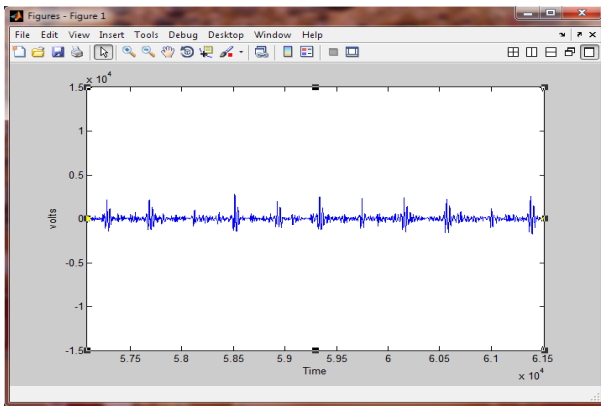 Figures - Figure 1
File Edit View Insert Tools Debug Desktop Window Help
x 10^4
1.5
1
0.5
0
-0.5
-1
-1.5
volts
5.75 5.8 5.85 5.9 5.95 6 6.05 6.1 6.15
Time
x 10^4